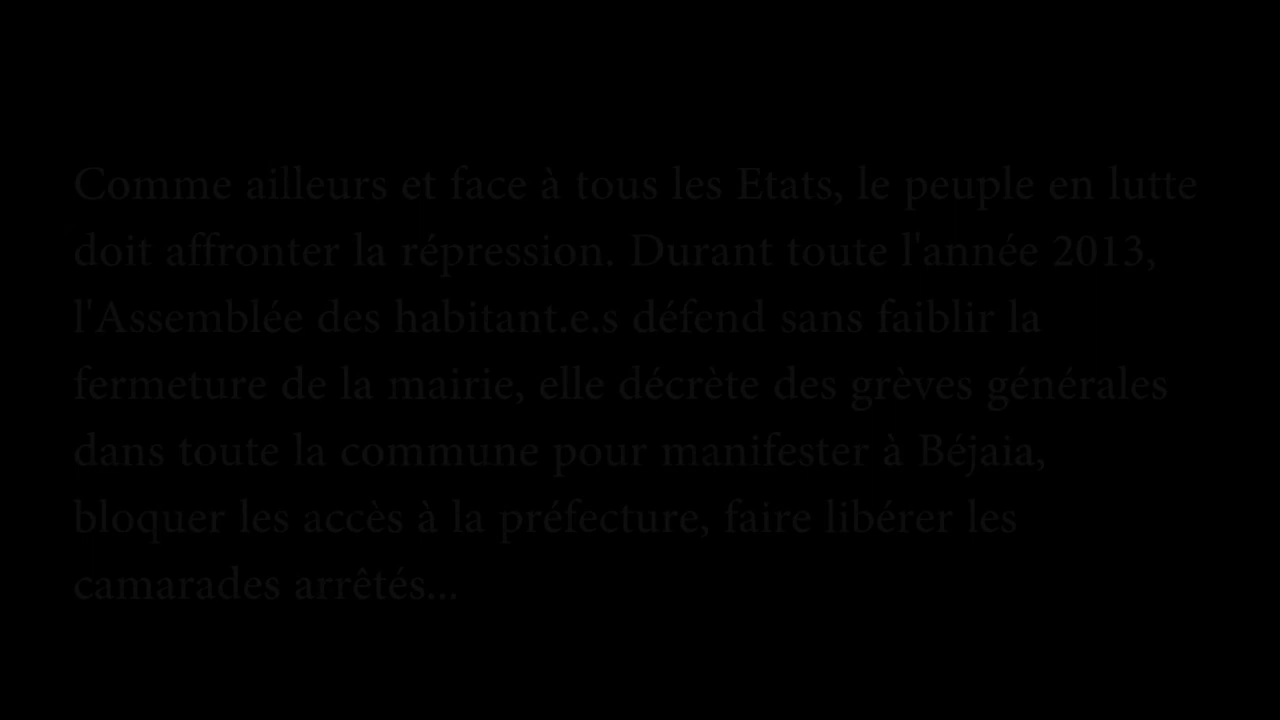 Comme ailleurs et face à tous les Etats, le peuple en lutte
doit affronter la répression. Durant toute l'année 2013,
l'Assemblée des habitant.e.s défend sans faiblir la
fermeture de la mairie, elle décrète des grèves générales
dans toute la commune pour manifester à Béjaia,
bloquer les accès à la préfecture, faire libérer les
camarades arrêtés...